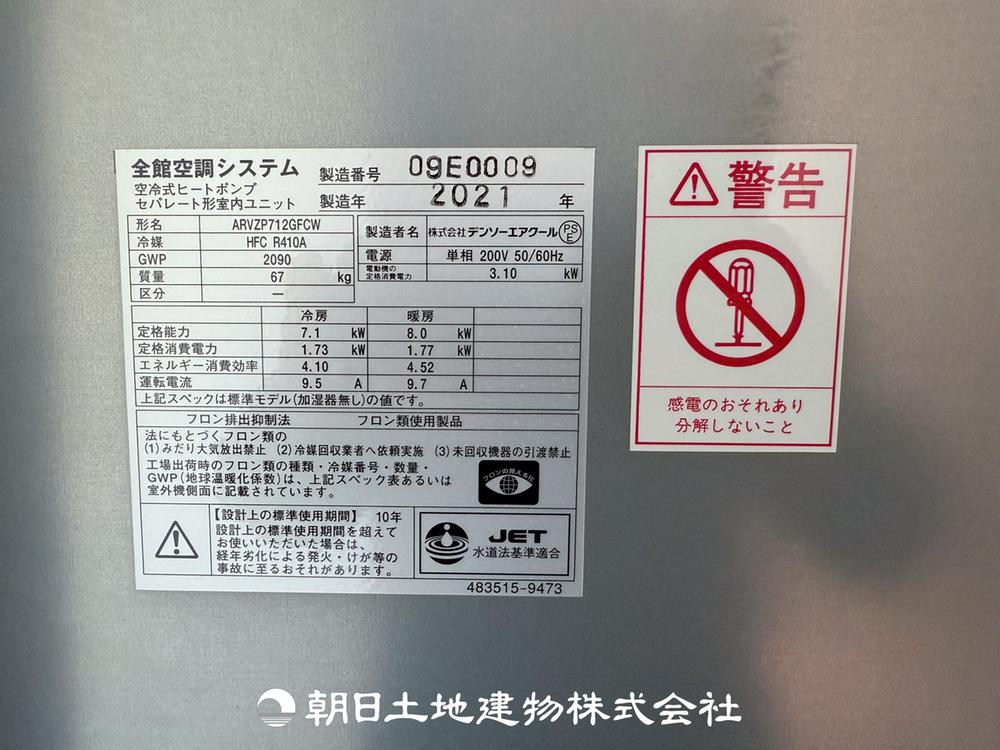 全館空調システム
空冷式ヒートポンプ
セパレート形室内ユニット
製造番号 09E0009
製造年 2021 年
形名 ARVZP712GFCW
冷媒 HFC R410A
GWP 2090
質量 67 kg
区分 —
製造者名 株式会社デンソーエアクール PSE
電源 単相 200V 50/60Hz
電動機の定格消費電力 3.10 kW
冷房 暖房
定格能力 7.1 kW 8.0 kW
定格消費電力 1.73 kW 1.77 kW
エネルギー消費効率 4.10 4.52
運転電流 9.5 A 9.7 A
上記スペックは標準モデル(加湿器無し)の値です。
フロン排出抑制法 フロン類使用製品
法にもとづくフロン類の
(1)みだり大気放出禁止 (2)冷媒回収業者へ依頼実施 (3)未回収機器の引渡禁止
工場出荷時のフロン類の種類・冷媒番号・数量・
GWP(地球温暖化係数)は、上記スペック表あるいは
室外機側面に記載されています。
フロンの見える化
【設計上の標準使用期間】 10年
設計上の標準使用期間を超えて
お使いいただいた場合は、
経年劣化による発火・けが等の
事故に至るおそれがあります。
JET
水道法基準適合
483515-9473
警告
感電のおそれあり
分解しないこと
朝日土地建物株式会社